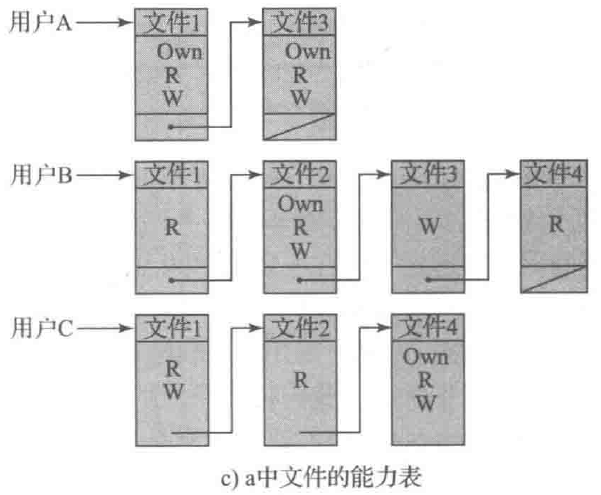 用户A 文件1 文件3
Own Own
R R
W W
用户B 文件1 文件2 文件3 文件4
R Own R W W R
用户C 文件1 文件2 文件4
R W R Own R W
c) a中文件的能力表